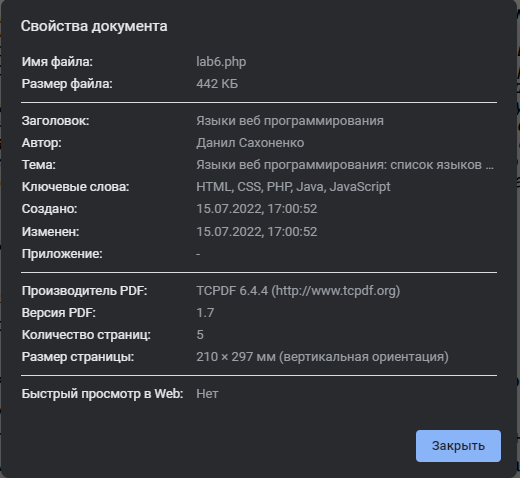 Свойства документа
Имя файла: lab6.php
Размер файла: 442 КБ
Заголовок: Языки веб программирования
Автор: Данил Сахоненко
Тема: Языки веб программирования: список языков ...
Ключевые слова: HTML, CSS, PHP, Java, JavaScript
Создано: 15.07.2022, 17:00:52
Изменен: 15.07.2022, 17:00:52
Приложение: -
Производитель PDF: TCPDF 6.4.4 (http://www.tcpdf.org)
Версия PDF: 1.7
Количество страниц: 5
Размер страницы: 210 × 297 мм (вертикальная ориентация)
Быстрый просмотр в Web: Нет
Закрыть